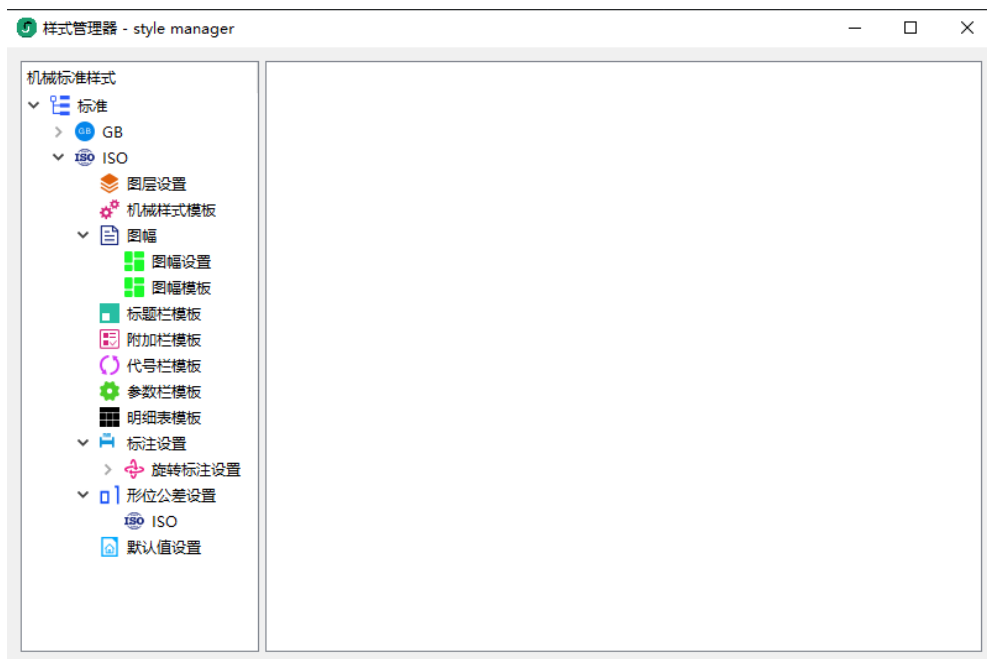 样式管理器 - style manager
机械标准样式
标准
GB GB
ISO ISO
图层设置
机械样式模板
图幅
图幅设置
图幅模板
标题栏模板
附加栏模板
代号栏模板
参数栏模板
明细表模板
标注设置
旋转标注设置
形位公差设置
ISO ISO
默认值设置